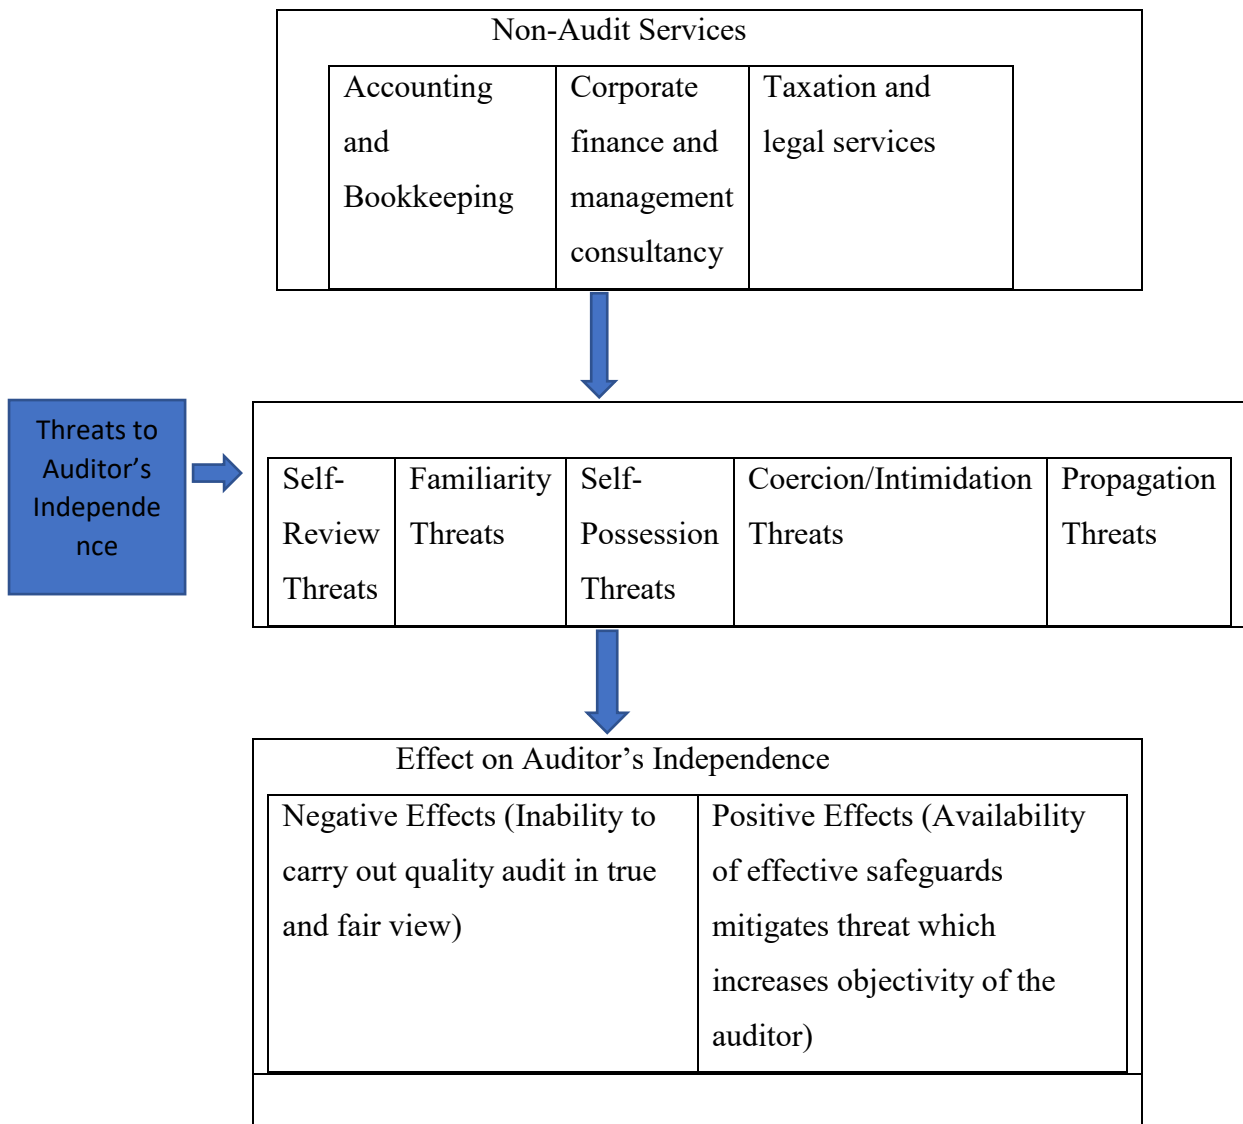 Non-Audit Services
Accounting
and
Bookkeeping
Corporate
finance and
management
consultancy
Taxation and
legal services
Threats to
Auditor’s
Independe
nce
Self-
Review
Threats
Familiarity
Threats
Self-
Possession
Threats
Coercion/Intimidation
Threats
Propagation
Threats
Effect on Auditor’s Independence
Negative Effects (Inability to
carry out quality audit in true
and fair view)
Positive Effects (Availability
of effective safeguards
mitigates threat which
increases objectivity of the
auditor)